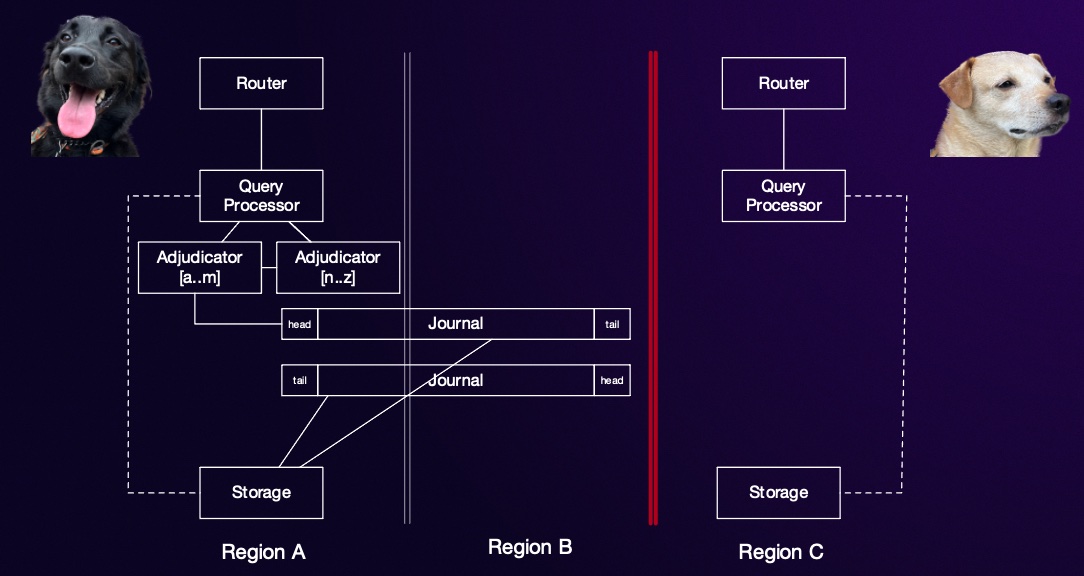 Router
Router
Query
Processor
Query
Processor
Adjudicator
[a..m]
Adjudicator
[n..z]
head
Journal
tail
tail
Journal
head
Storage
Storage
Region A
Region B
Region C